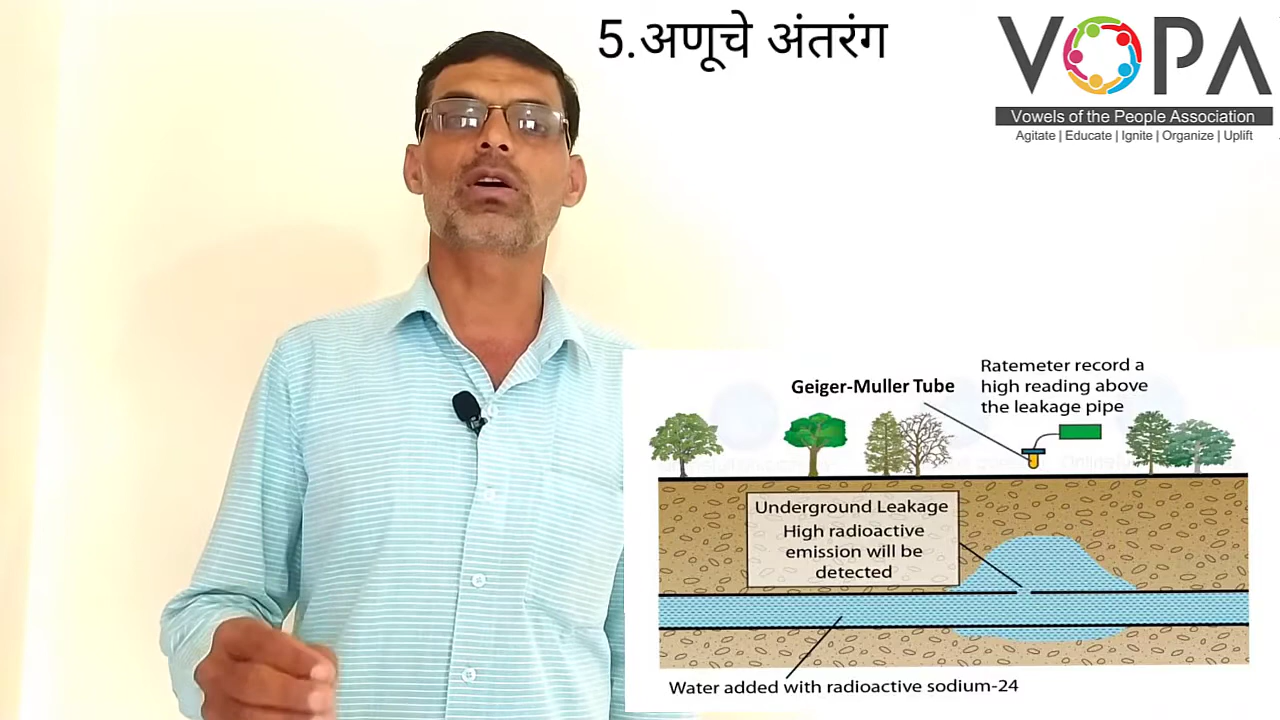 5.अणूचे अंतरंग
VOPA
Vowels of the People Association
Agitate | Educate | Ignite | Organize | Uplift
Geiger-Muller Tube
Ratemeter record a
high reading above
the leakage pipe
Underground Leakage
High radioactive
emission will be
detected
Water added with radioactive sodium-24